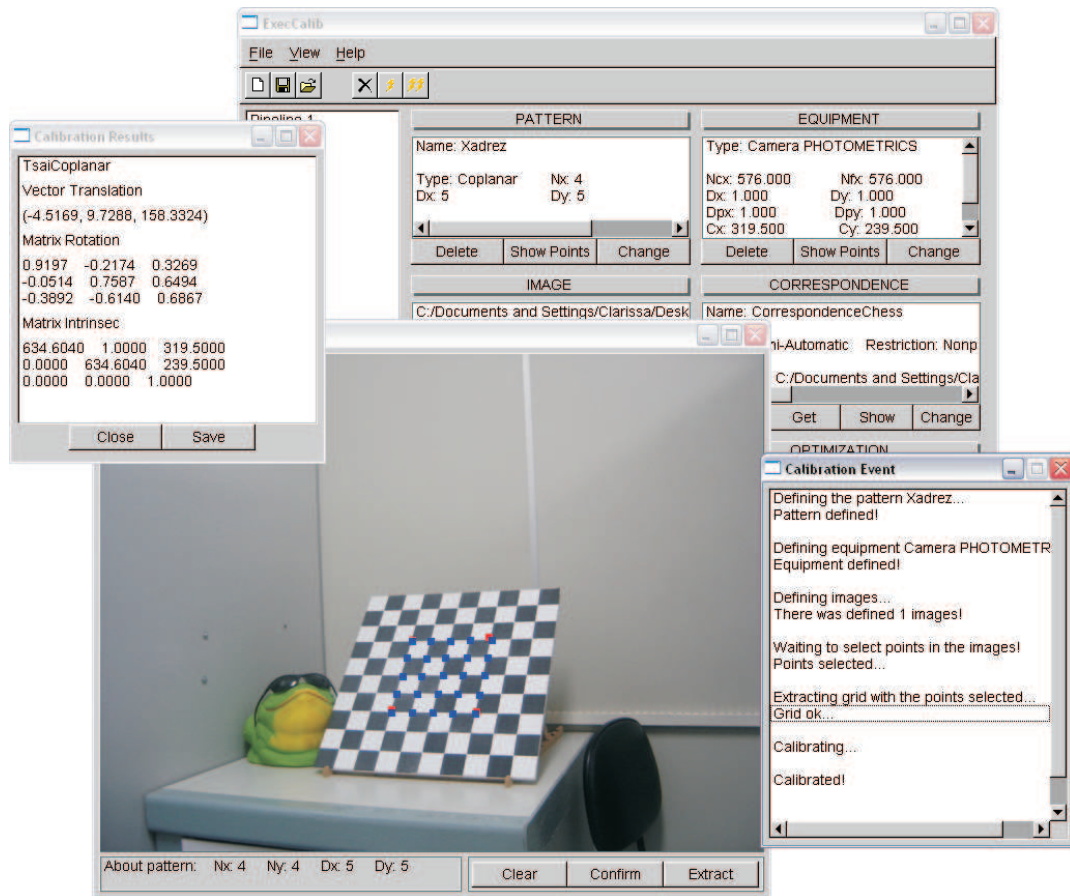 ExecCalib
File View Help
Pipeline 1
PATTERN
Name: Xadrez
Type: Coplanar Nx: 4
Dx: 5 Dy: 5
Delete Show Points Change
EQUIPMENT
Type: Camera PHOTOMETRICS
Ncx: 576.000 Nfx: 576.000
Dx: 1.000 Dy: 1.000
Dpx: 1.000 Dpy: 1.000
Cx: 319.500 Cy: 239.500
Delete Show Points Change
IMAGE
C:/Documents and Settings/Clarissa/Desk
CORRESPONDENCE
Name: CorrespondenceChess
ni-Automatic Restriction: Nonp
C:/Documents and Settings/Cla
Get Show Change
OPTIMIZATION
Calibration Results
TsaiCoplanar
Vector Translation
(-4.5169, 9.7288, 158.3324)
Matrix Rotation
0.9197 -0.2174 0.3269
-0.0514 0.7587 0.6494
-0.3892 -0.6140 0.6867
Matrix Intrinsec
634.6040 1.0000 319.5000
0.0000 634.6040 239.5000
0.0000 0.0000 1.0000
Close Save
Calibration Event
Defining the pattern Xadrez...
Pattern defined!
Defining equipment Camera PHOTOMETR
Equipment defined!
Defining images...
There was defined 1 images!
Waiting to select points in the images!
Points selected...
Extracting grid with the points selected...
Grid ok...
Calibrating...
Calibrated!
About pattern: Nx: 4 Ny: 4 Dx: 5 Dy: 5
Clear Confirm Extract